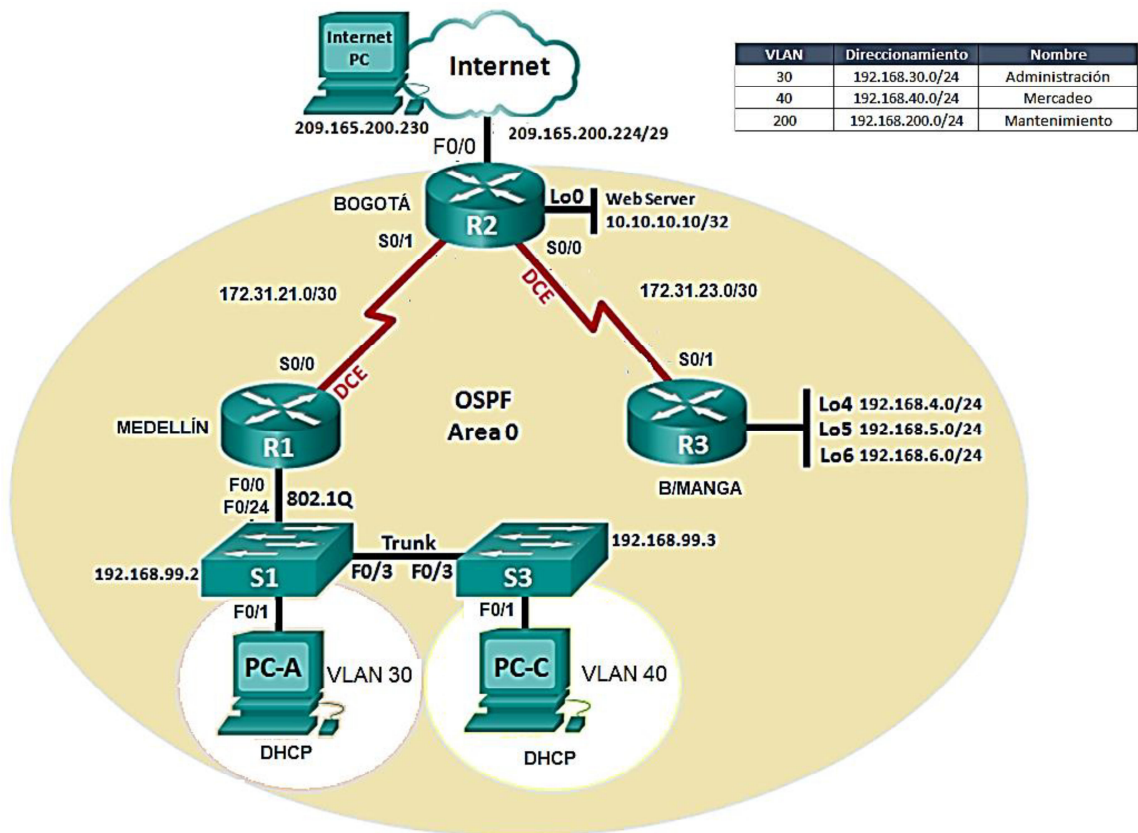 Internet
PC
Internet
209.165.200.230
209.165.200.224/29
F0/0
VLAN Direccionamiento Nombre
30 192.168.30.0/24 Administración
40 192.168.40.0/24 Mercadeo
200 192.168.200.0/24 Mantenimiento
BOGOTÁ
R2
Lo0
Web Server
10.10.10.10/32
S0/1
S0/0
DCE
172.31.21.0/30
172.31.23.0/30
S0/0
DCE
S0/1
MEDELLÍN
R1
OSPF
Area 0
R3
B/MANGA
Lo4 192.168.4.0/24
Lo5 192.168.5.0/24
Lo6 192.168.6.0/24
F0/0
F0/24
802.1Q
Trunk
192.168.99.2
S1
F0/3
F0/3
S3
192.168.99.3
F0/1
F0/1
PC-A
VLAN 30
DHCP
PC-C
VLAN 40
DHCP